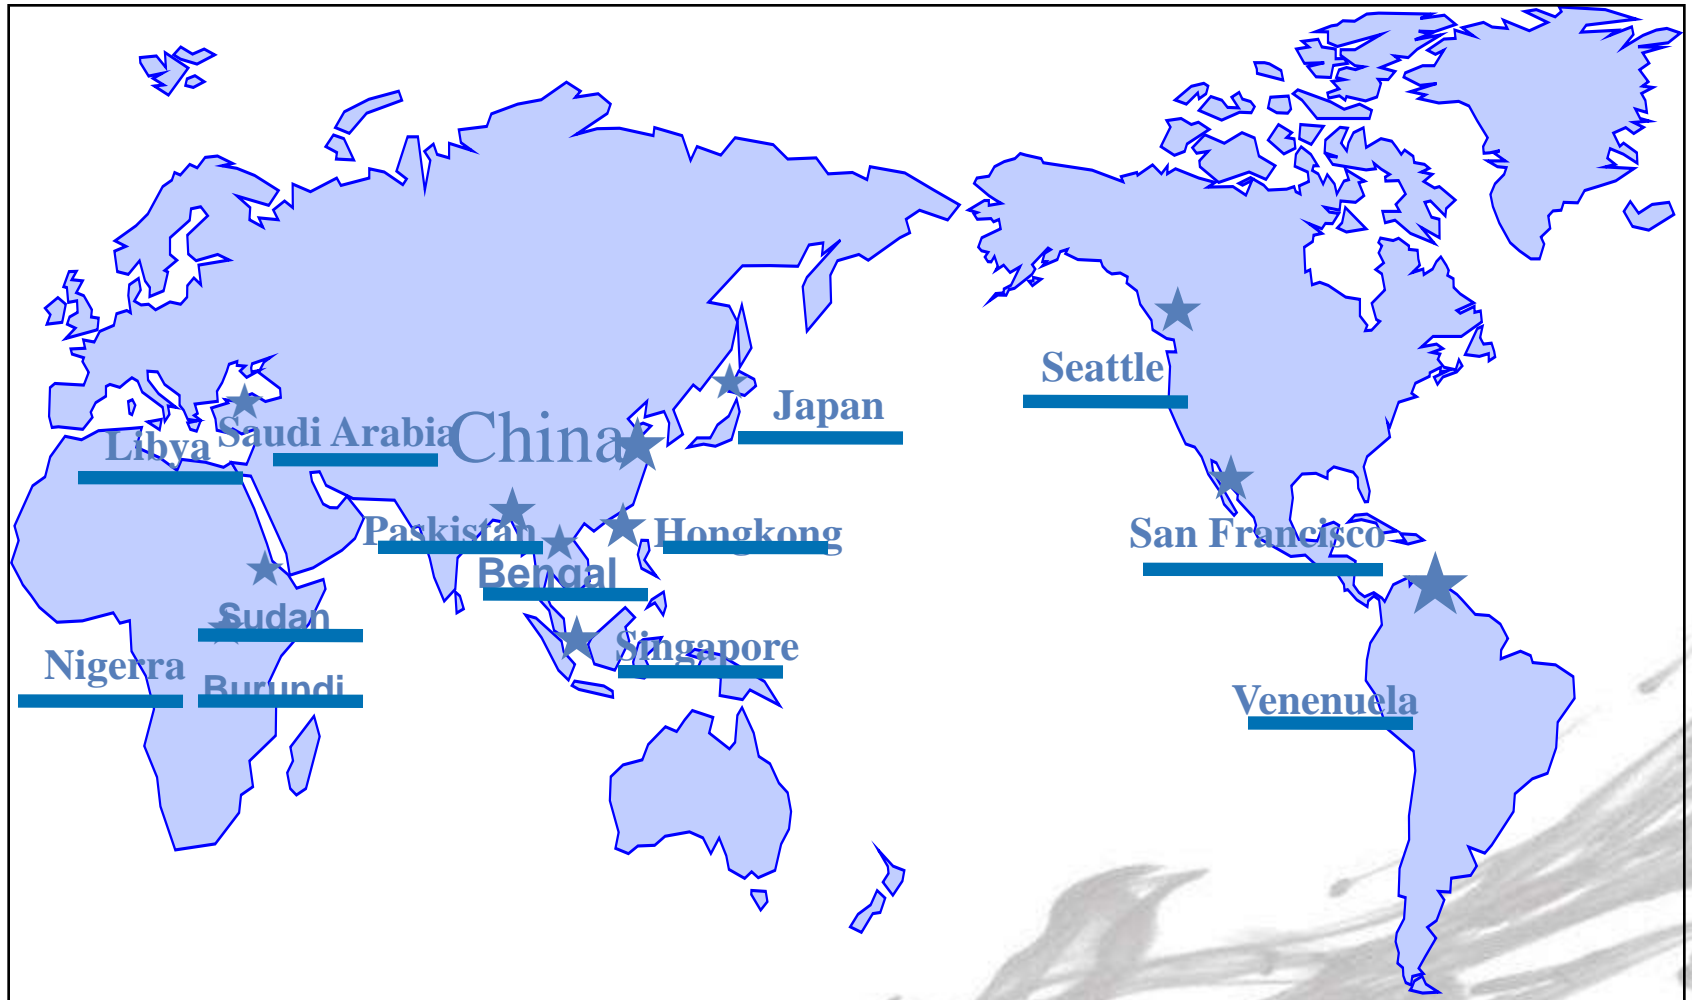 Seattle
Japan
Saudi Arabia
China
Libya
Paskistan
Hongkong
San Francisco
Bengal
Sudan
Singapore
Nigerra
Burundi
Venenuela